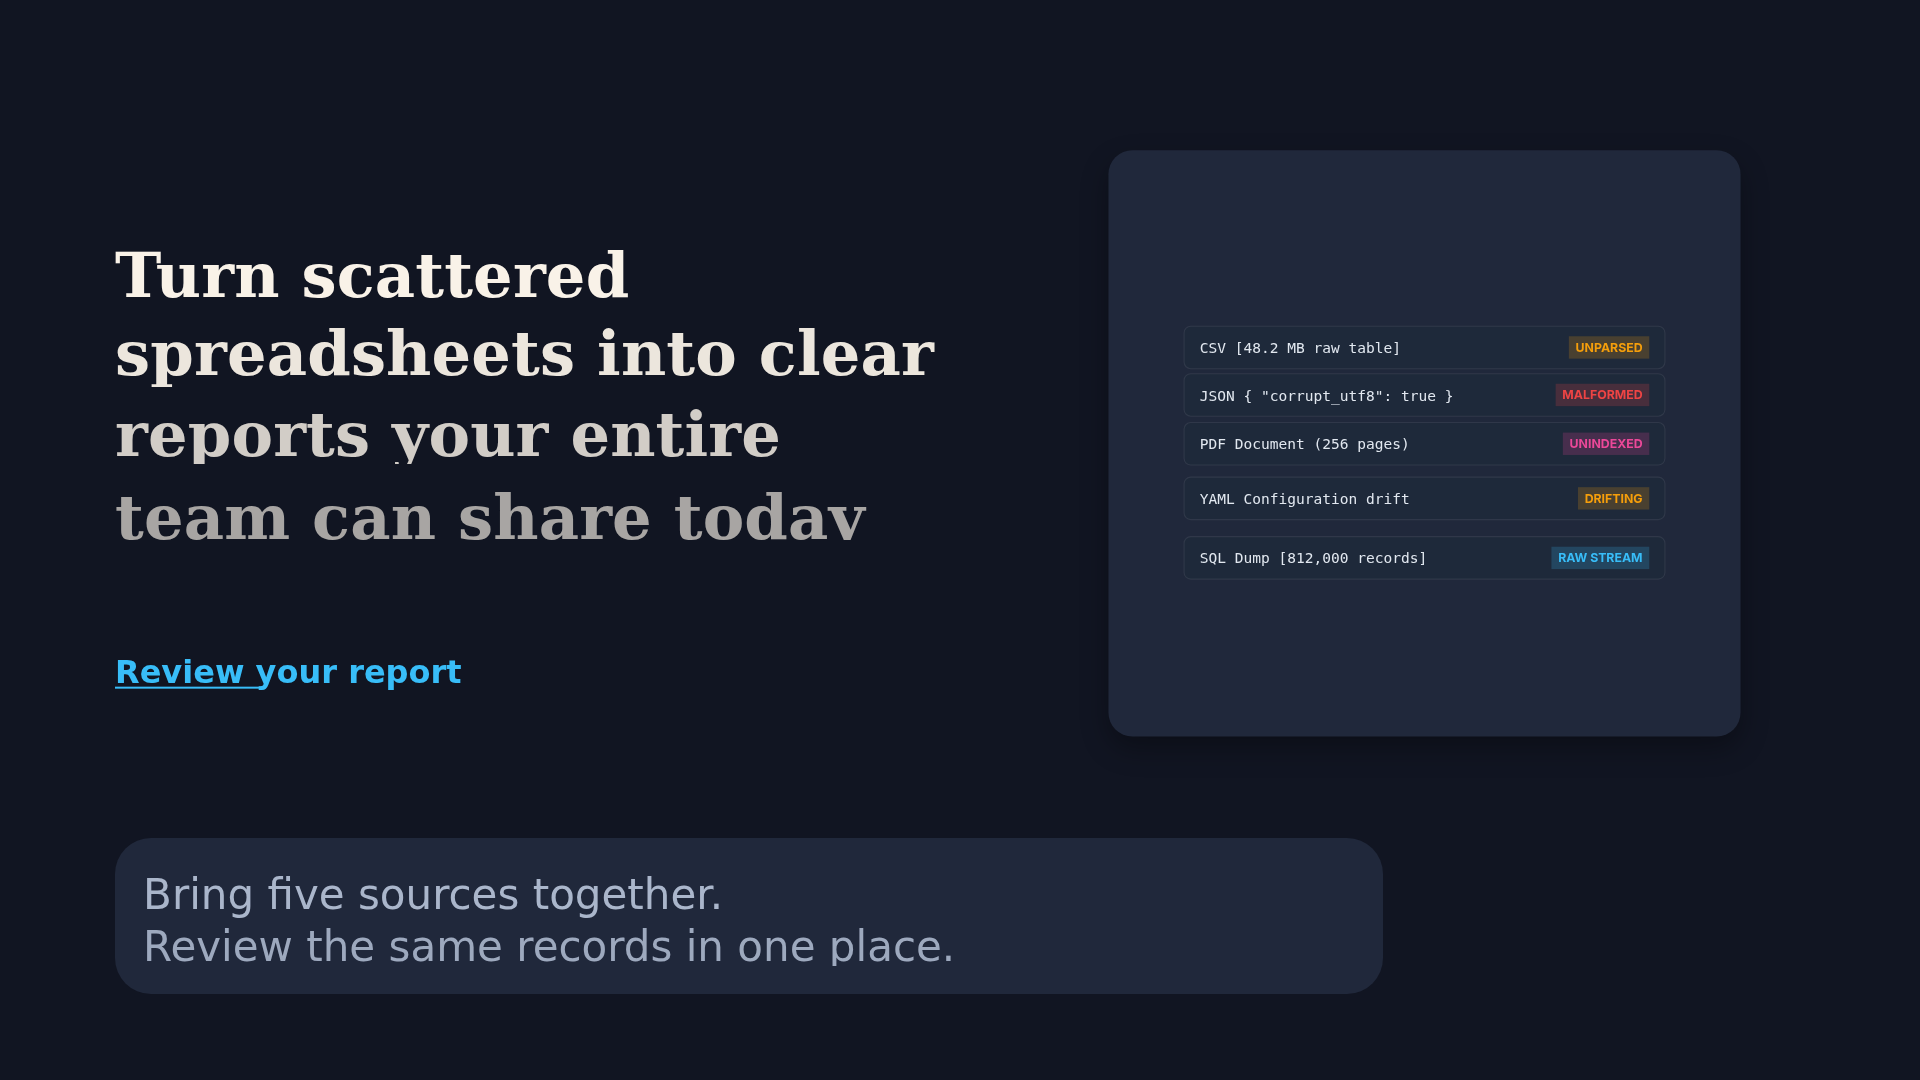 Turn scattered
spreadsheets into clear
reports your entire
team can share today
Review your report
CSV [48.2 MB raw table] UNPARSED
JSON { "corrupt_utf8": true } MALFORMED
PDF Document (256 pages) UNINDEXED
YAML Configuration drift DRIFTING
SQL Dump [812,000 records] RAW STREAM
Bring five sources together.
Review the same records in one place.